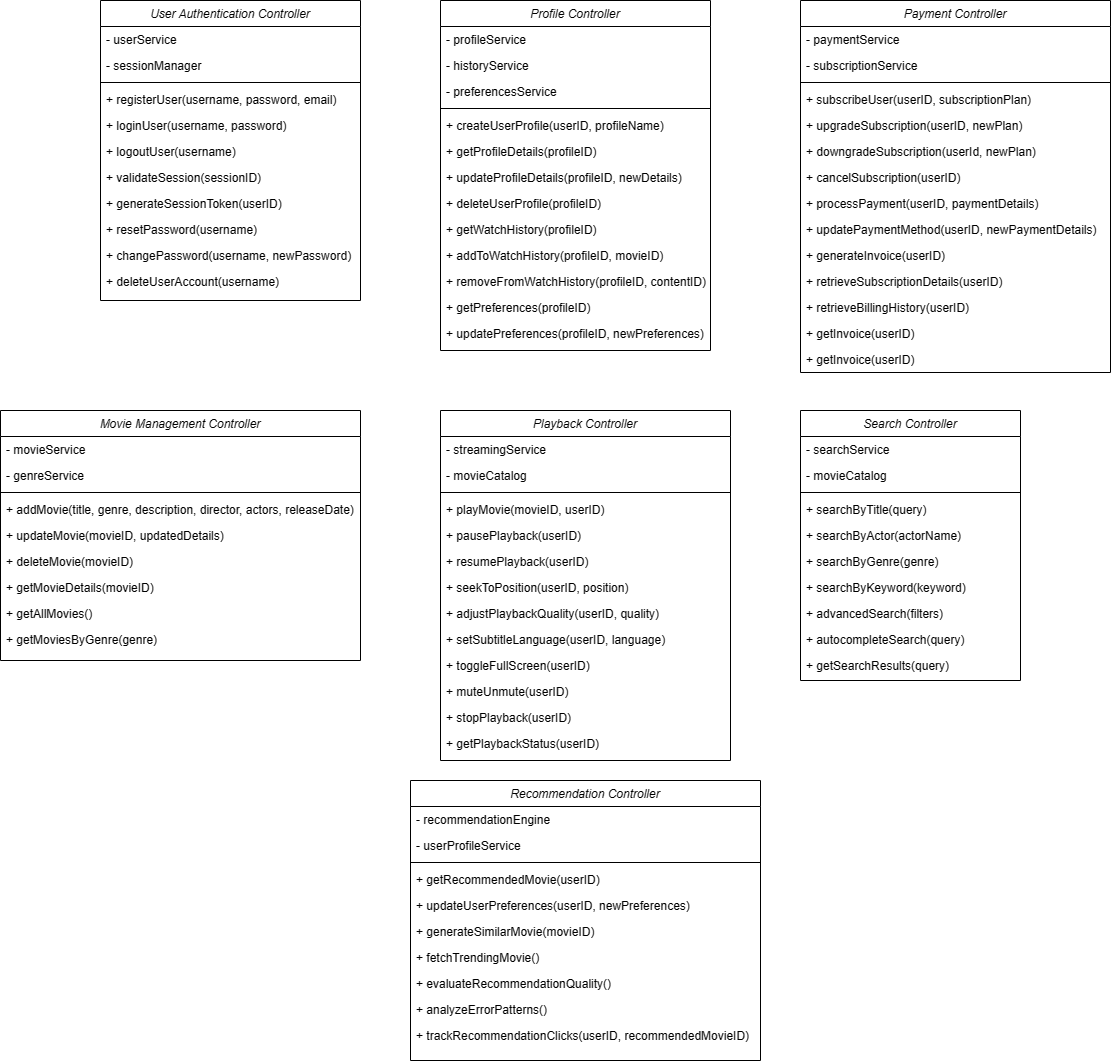 User Authentication Controller
- userService
- sessionManager
+ registerUser(username, password, email)
+ loginUser(username, password)
+ logoutUser(username)
+ validateSession(sessionID)
+ generateSessionToken(userID)
+ resetPassword(username)
+ changePassword(username, newPassword)
+ deleteUserAccount(username)
Profile Controller
- profileService
- historyService
- preferencesService
+ createUserProfile(userID, profileName)
+ getProfileDetails(profileID)
+ updateProfileDetails(profileID, newDetails)
+ deleteUserProfile(profileID)
+ getWatchHistory(profileID)
+ addToWatchHistory(profileID, movieID)
+ removeFromWatchHistory(profileID, contentID)
+ getPreferences(profileID)
+ updatePreferences(profileID, newPreferences)
Payment Controller
- paymentService
- subscriptionService
+ subscribeUser(userID, subscriptionPlan)
+ upgradeSubscription(userID, newPlan)
+ downgradeSubscription(userId, newPlan)
+ cancelSubscription(userID)
+ processPayment(userID, paymentDetails)
+ updatePaymentMethod(userID, newPaymentDetails)
+ generateInvoice(userID)
+ retrieveSubscriptionDetails(userID)
+ retrieveBillingHistory(userID)
+ getInvoice(userID)
+ getInvoice(userID)
Movie Management Controller
- movieService
- genreService
+ addMovie(title, genre, description, director, actors, releaseDate)
+ updateMovie(movieID, updatedDetails)
+ deleteMovie(movieID)
+ getMovieDetails(movieID)
+ getAllMovies()
+ getMoviesByGenre(genre)
Playback Controller
- streamingService
- movieCatalog
+ playMovie(movieID, userID)
+ pausePlayback(userID)
+ resumePlayback(userID)
+ seekToPosition(userID, position)
+ adjustPlaybackQuality(userID, quality)
+ setSubtitleLanguage(userID, language)
+ toggleFullScreen(userID)
+ muteUnmute(userID)
+ stopPlayback(userID)
+ getPlaybackStatus(userID)
Search Controller
- searchService
- movieCatalog
+ searchByTitle(query)
+ searchByActor(actorName)
+ searchByGenre(genre)
+ searchByKeyword(keyword)
+ advancedSearch(filters)
+ autocompleteSearch(query)
+ getSearchResults(query)
Recommendation Controller
- recommendationEngine
- userProfileService
+ getRecommendedMovie(userID)
+ updateUserPreferences(userID, newPreferences)
+ generateSimilarMovie(movieID)
+ fetchTrendingMovie()
+ evaluateRecommendationQuality()
+ analyzeErrorPatterns()
+ trackRecommendationClicks(userID, recommendedMovieID)